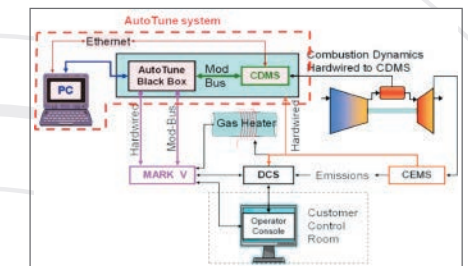 AutoTune system
Ethernet
Combustion Dynamics
Hardwired to CDMS
AutoTune
Black Box
Mod
Bus
CDMS
PC
Hardwired
Mod-Bus
Gas Heater
Hardwired
MARK V
DCS
Emissions
CEMS
Operator
Console
Customer
Control
Room